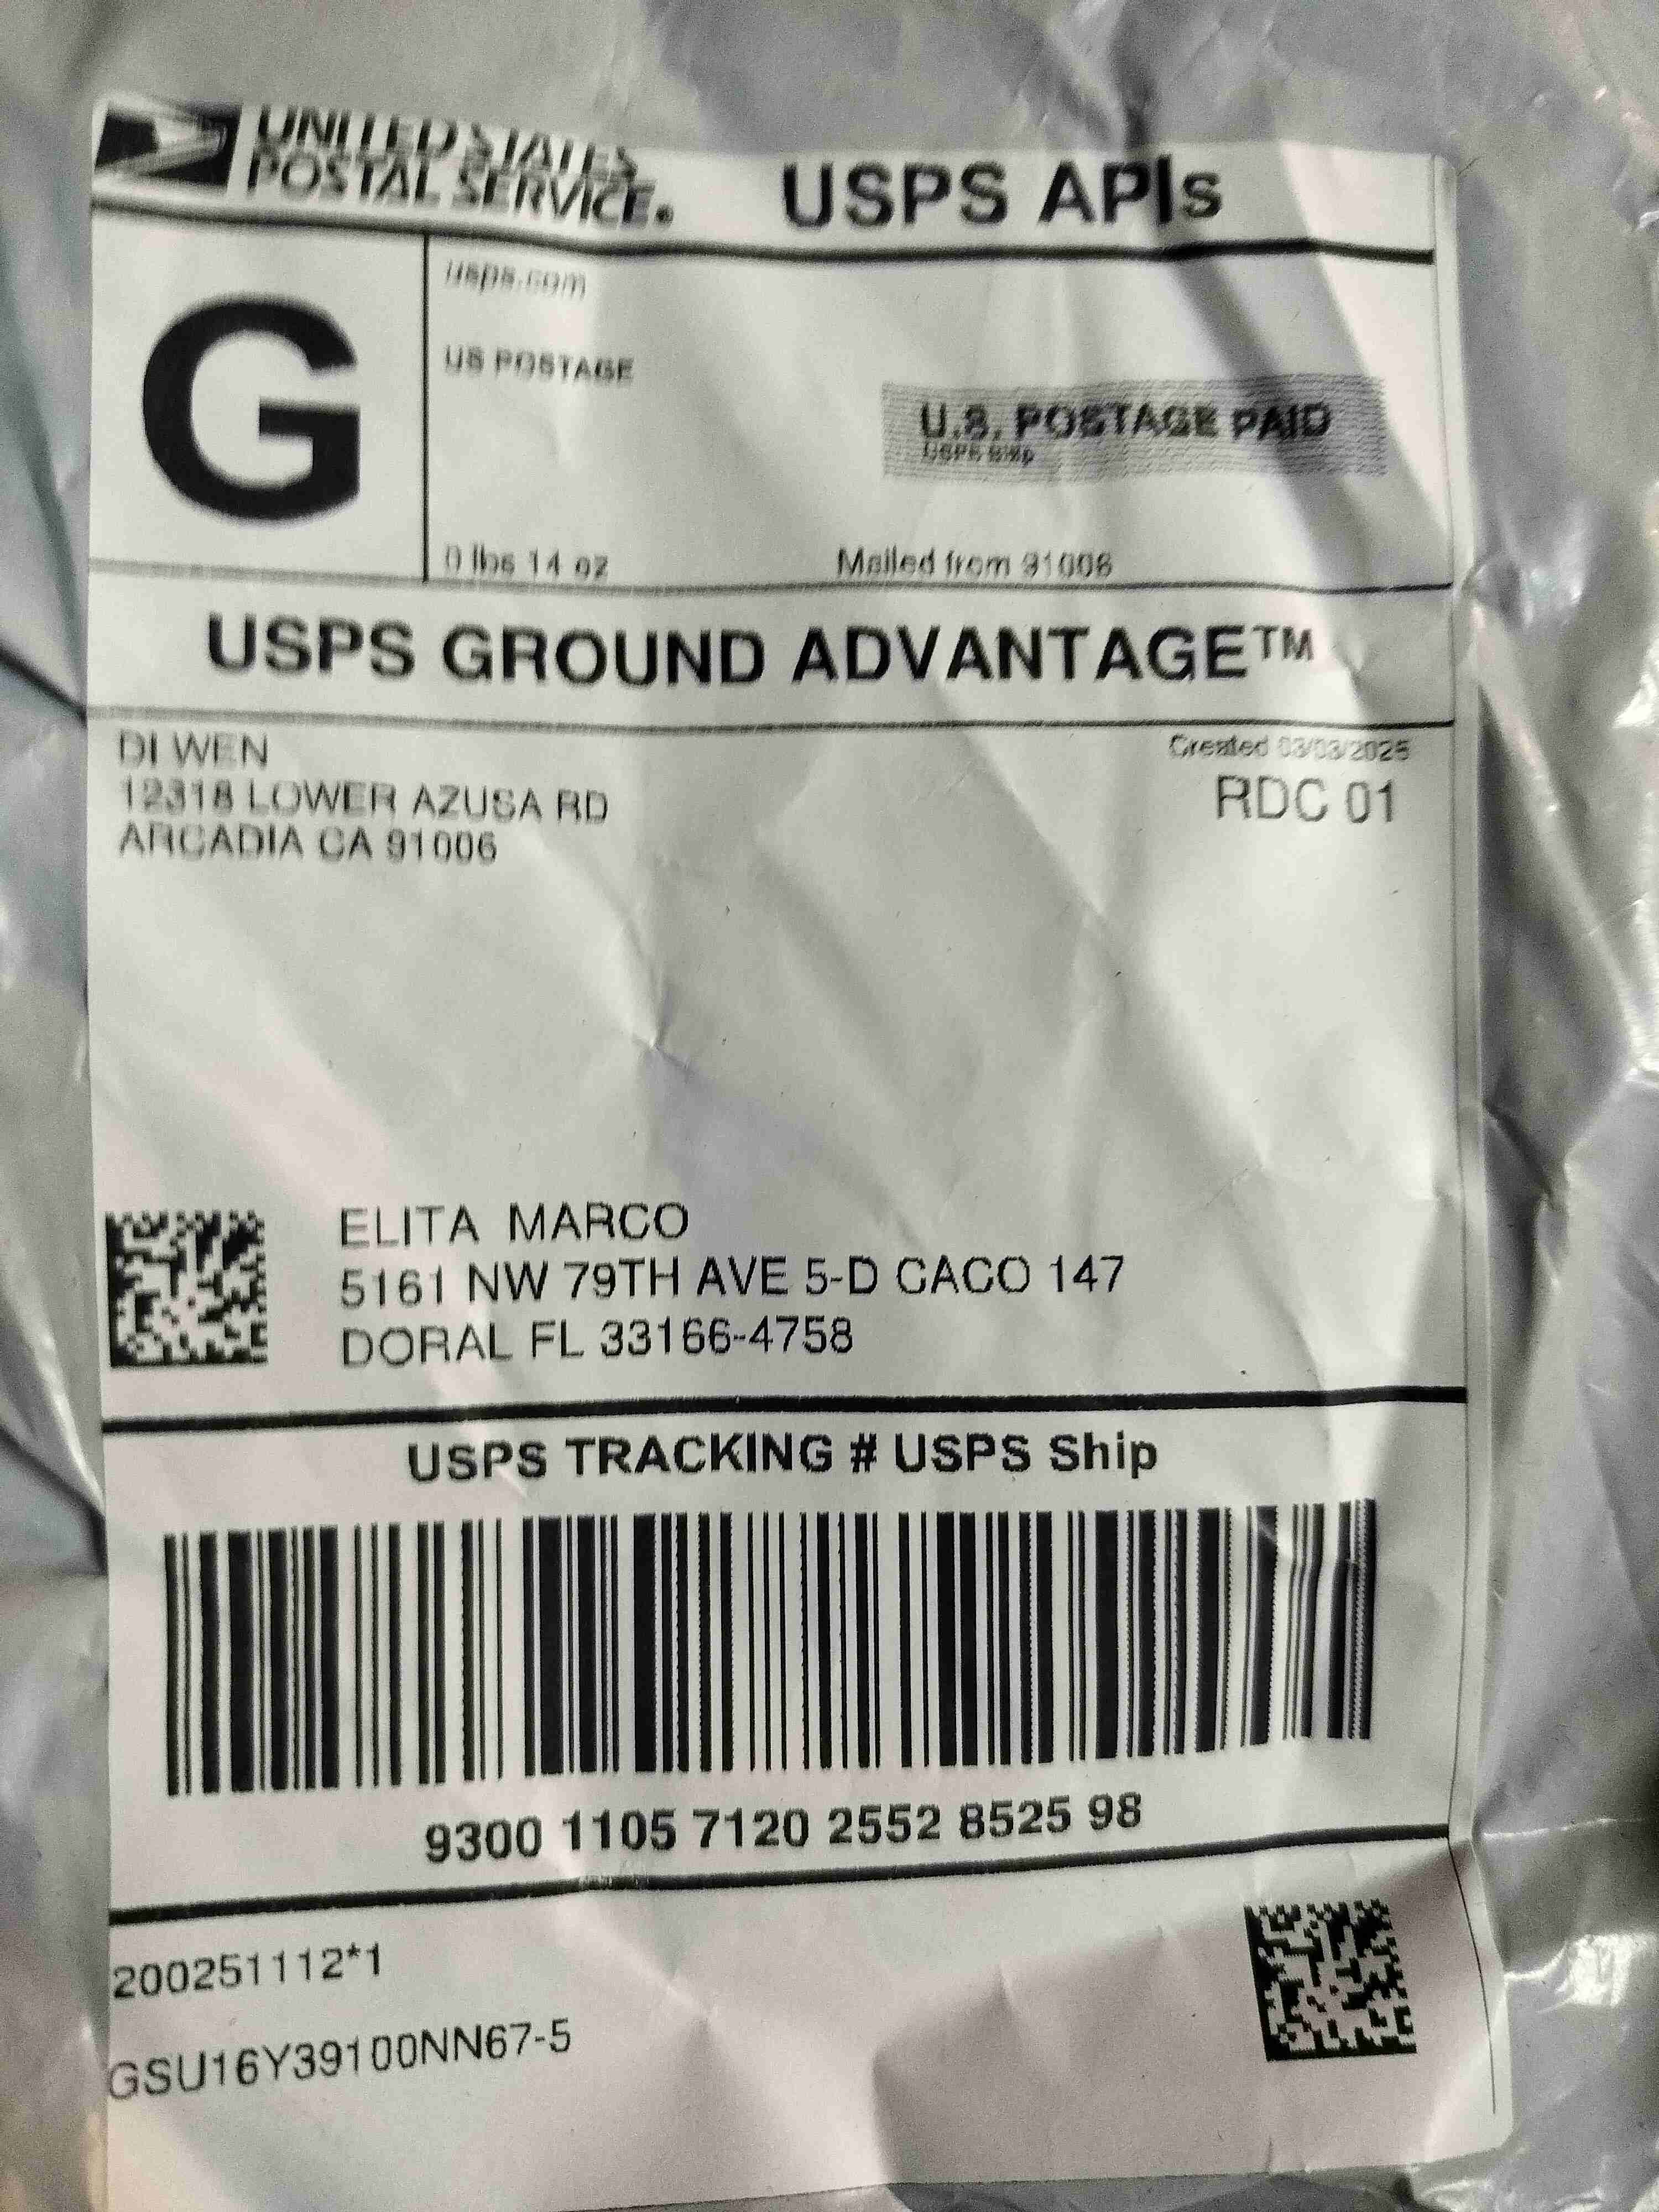 UNITED STATES
POSTAL SERVICE®
USPS APIs
G
usps.com
US POSTAGE
U.S. POSTAGE PAID
USPS Ship
0 lbs 14 oz
Mailed from 91006
USPS GROUND ADVANTAGE™
DI WEN
12318 LOWER AZUSA RD
ARCADIA CA 91006
Created 03/03/2025
RDC 01
ELITA MARCO
5161 NW 79TH AVE 5-D CACO 147
DORAL FL 33166-4758
USPS TRACKING # USPS Ship
9300 1105 7120 2552 8525 98
200251112*1
GSU16Y39100NN67-5